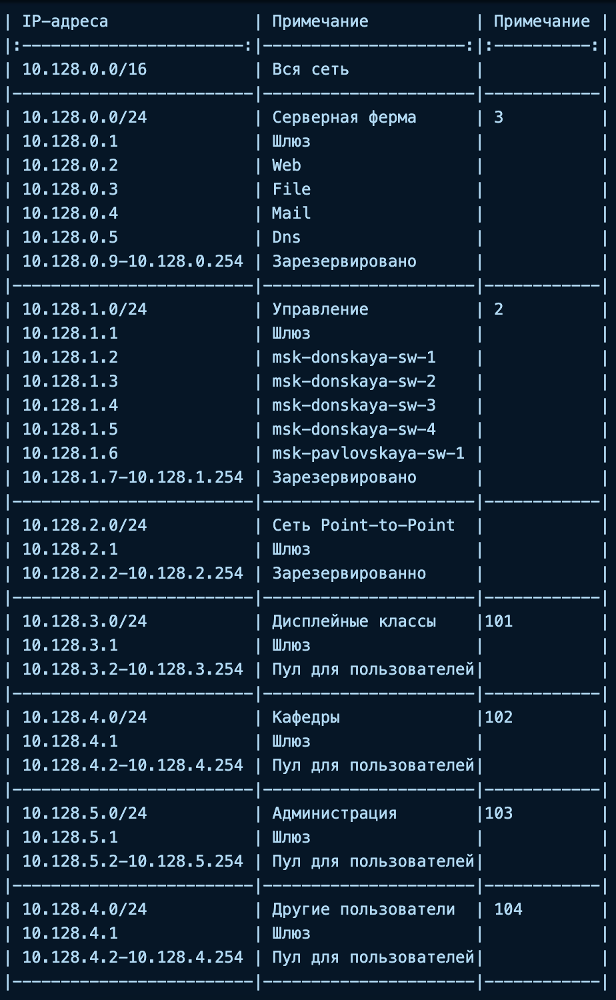 | IP-адреса | Примечание | Примечание |
|:-----------------------:|---------------------:|:----------:|
| 10.128.0.0/16 | Вся сеть | |
|-------------------------|----------------------|------------|
| 10.128.0.0/24 | Серверная ферма | 3 |
| 10.128.0.1 | Шлюз | |
| 10.128.0.2 | Web | |
| 10.128.0.3 | File | |
| 10.128.0.4 | Mail | |
| 10.128.0.5 | Dns | |
| 10.128.0.9-10.128.0.254 | Зарезервировано | |
|-------------------------|----------------------|------------|
| 10.128.1.0/24 | Управление | 2 |
| 10.128.1.1 | Шлюз | |
| 10.128.1.2 | msk-donskaya-sw-1 | |
| 10.128.1.3 | msk-donskaya-sw-2 | |
| 10.128.1.4 | msk-donskaya-sw-3 | |
| 10.128.1.5 | msk-donskaya-sw-4 | |
| 10.128.1.6 | msk-pavlovskaya-sw-1 | |
| 10.128.1.7-10.128.1.254 | Зарезервировано | |
|-------------------------|----------------------|------------|
| 10.128.2.0/24 | Сеть Point-to-Point | |
| 10.128.2.1 | Шлюз | |
| 10.128.2.2-10.128.2.254 | Зарезервированно | |
|-------------------------|----------------------|------------|
| 10.128.3.0/24 | Дисплейные классы |101 |
| 10.128.3.1 | Шлюз | |
| 10.128.3.2-10.128.3.254 | Пул для пользователей| |
|-------------------------|----------------------|------------|
| 10.128.4.0/24 | Кафедры |102 |
| 10.128.4.1 | Шлюз | |
| 10.128.4.2-10.128.4.254 | Пул для пользователей| |
|-------------------------|----------------------|------------|
| 10.128.5.0/24 | Администрация |103 |
| 10.128.5.1 | Шлюз | |
| 10.128.5.2-10.128.5.254 | Пул для пользователей| |
|-------------------------|----------------------|------------|
| 10.128.4.0/24 | Другие пользователи | 104 |
| 10.128.4.1 | Шлюз | |
| 10.128.4.2-10.128.4.254 | Пул для пользователей| |
|-------------------------|----------------------|------------|